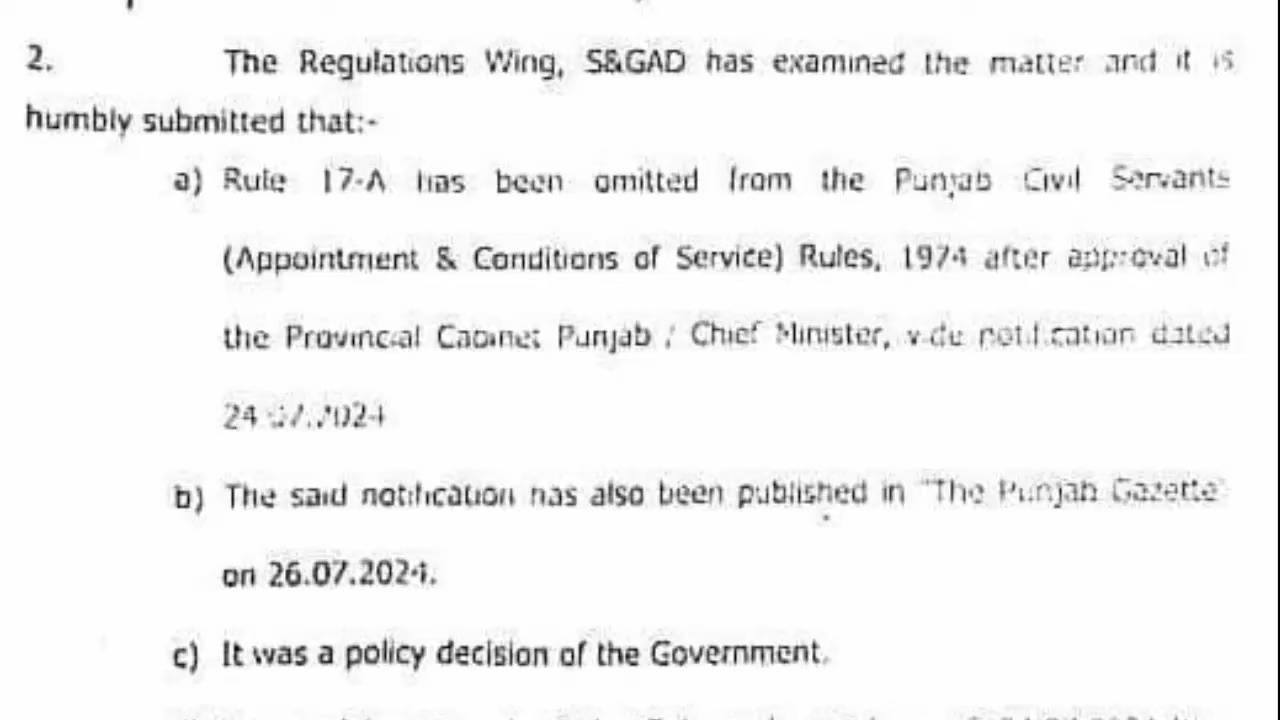 2. The Regulations Wing, S&GAD has examined the matter and it is
humbly submitted that:-
a) Rule 17-A has been omitted from the Punjab Civil Servants
(Appointment & Conditions of Service) Rules, 1974 after approval of
the Provincial Cabinet Punjab / Chief Minister, vide notification dated
24.07.2024
b) The said notification has also been published in "The Punjab Gazette"
on 26.07.2024.
c) It was a policy decision of the Government.